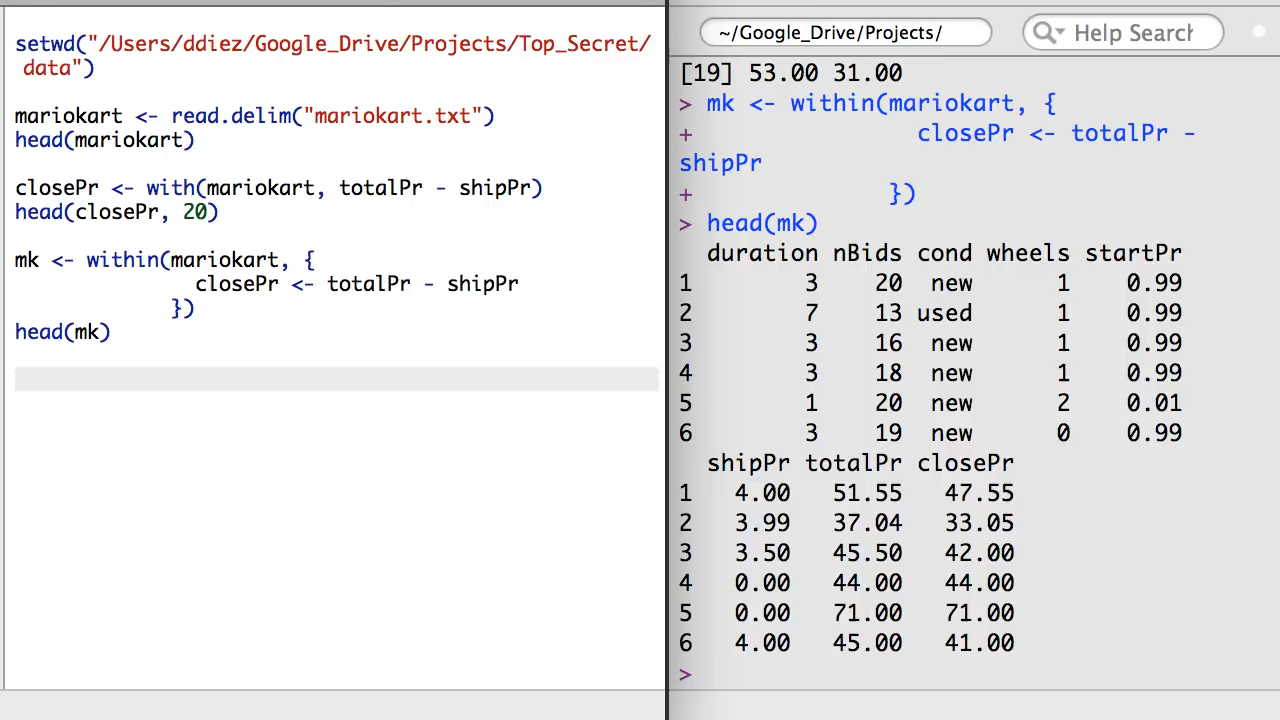 setwd("/Users/ddiez/Google_Drive/Projects/Top_Secret/
data")
mariokart <- read.delim("mariokart.txt")
head(mariokart)
closePr <- with(mariokart, totalPr - shipPr)
head(closePr, 20)
mk <- within(mariokart, {
closePr <- totalPr - shipPr
})
head(mk)
~/Google_Drive/Projects/
Help Search
[19] 53.00 31.00
> mk <- within(mariokart, {
+ closePr <- totalPr -
shipPr
+ })
> head(mk)
duration nBids cond wheels startPr
1 3 20 new 1 0.99
2 7 13 used 1 0.99
3 3 16 new 1 0.99
4 3 18 new 1 0.99
5 1 20 new 2 0.01
6 3 19 new 0 0.99
shipPr totalPr closePr
1 4.00 51.55 47.55
2 3.99 37.04 33.05
3 3.50 45.50 42.00
4 0.00 44.00 44.00
5 0.00 71.00 71.00
6 4.00 45.00 41.00
>